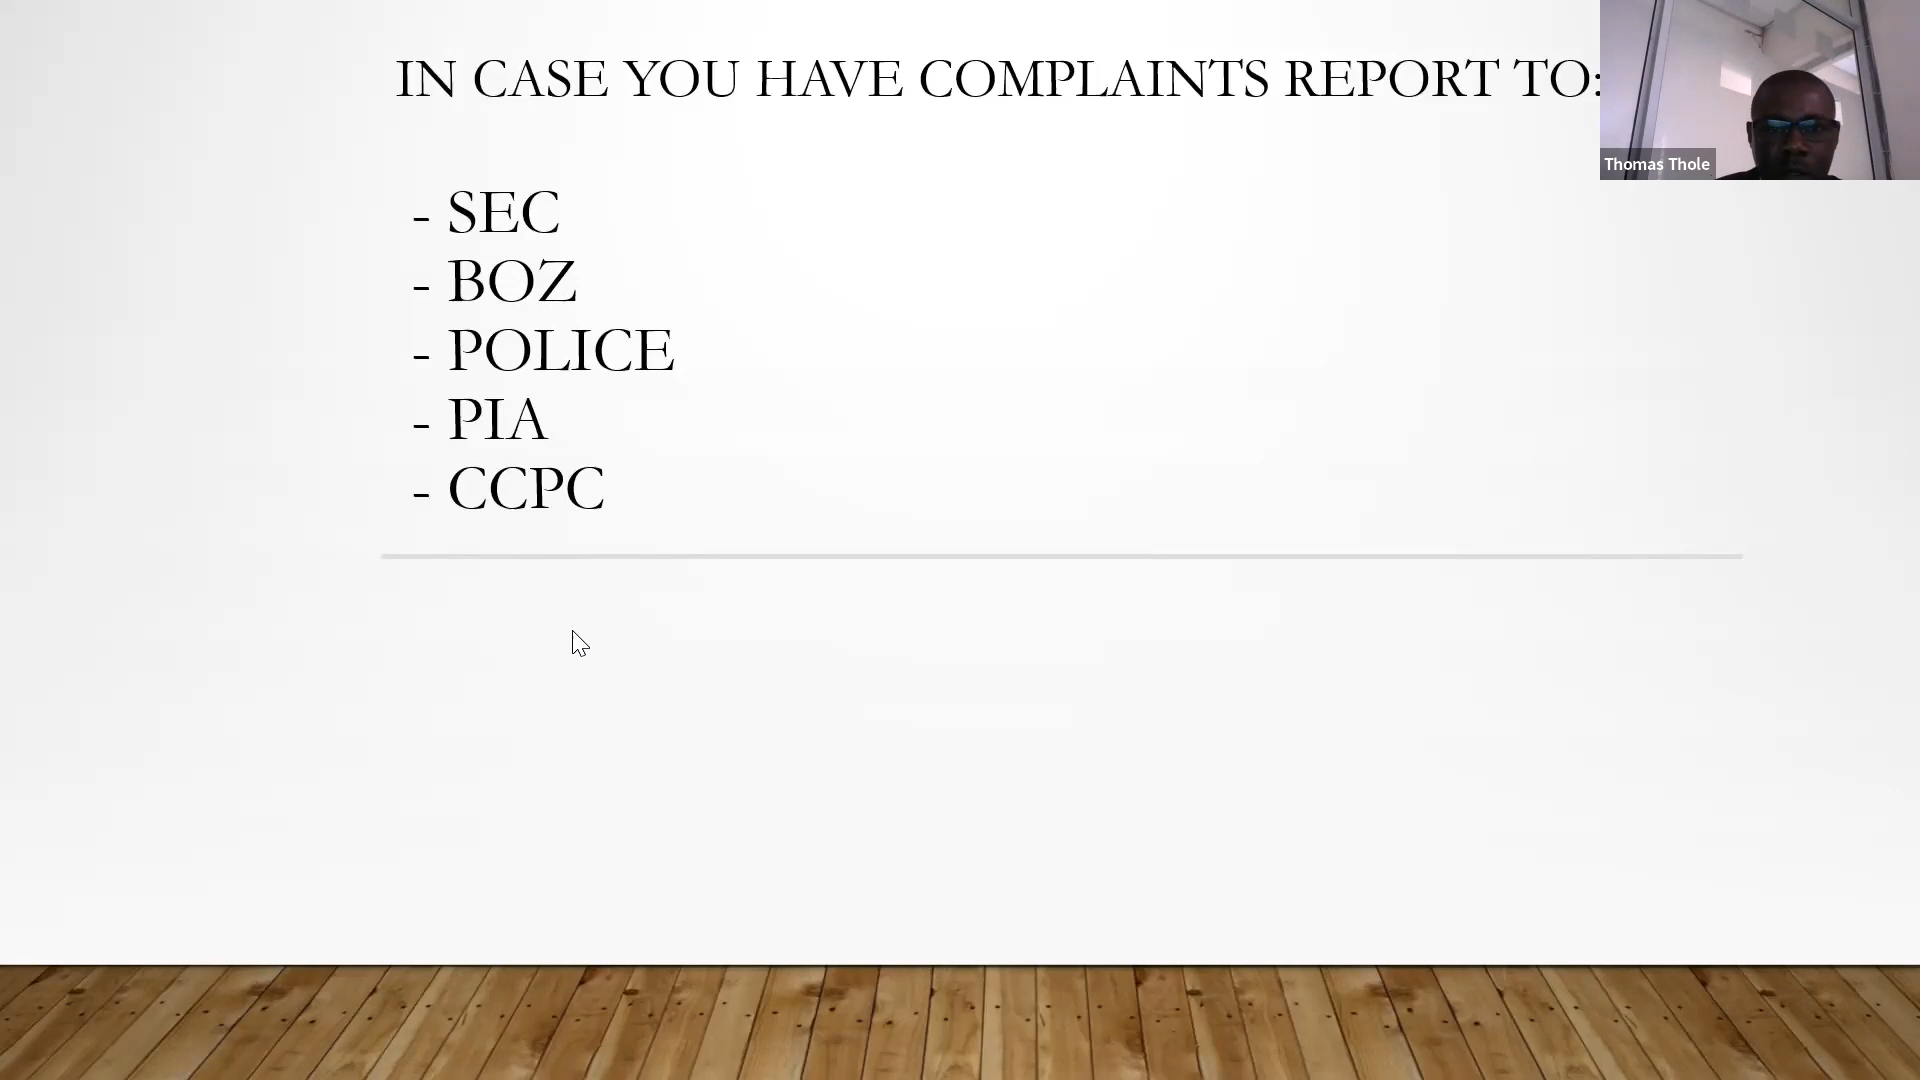 IN CASE YOU HAVE COMPLAINTS REPORT TO:
Thomas Thole
- SEC
- BOZ
- POLICE
- PIA
- CCPC